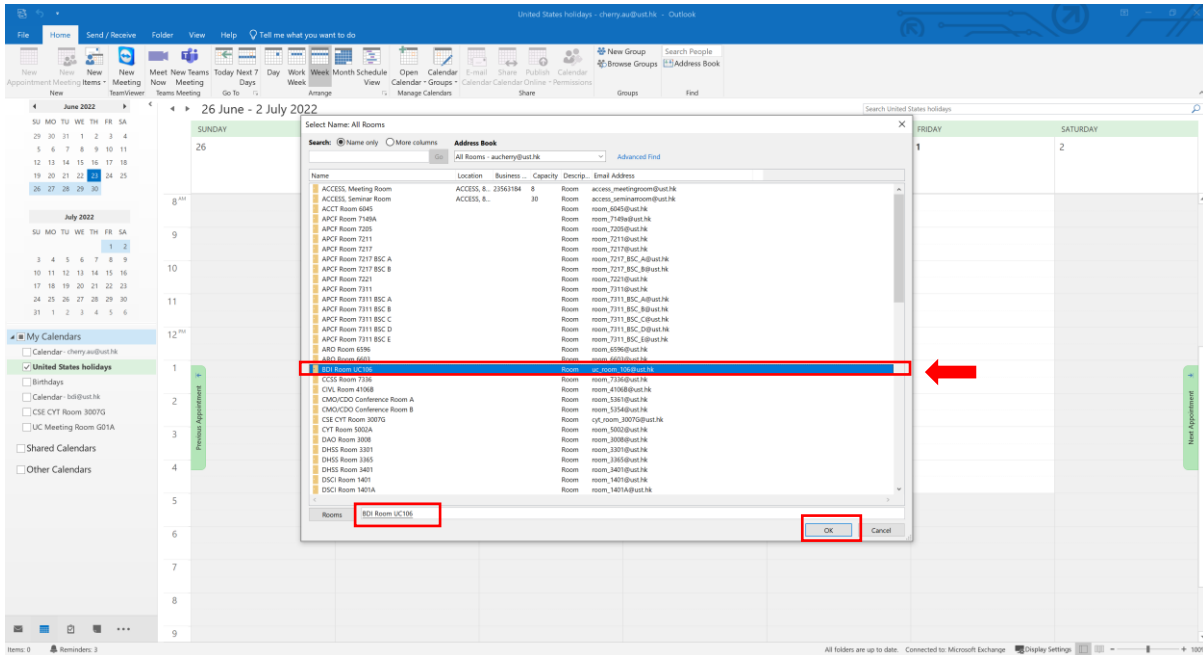 United States holidays - cherry.au@ust.hk - Outlook
File Home Send / Receive Folder View Help Tell me what you want to do
New Appointment New Meeting New Items New Meeting Meet Now New Teams Meeting Today Next 7 Days Day Work Week Week Month Schedule View Open Calendar Calendar Groups E-mail Calendar Share Calendar Publish Online Calendar Permissions New Group Browse Groups Search People Address Book
New TeamViewer Teams Meeting Go To Arrange Manage Calendars Share Groups Find
June 2022
SU MO TU WE TH FR SA
29 30 31 1 2 3 4
5 6 7 8 9 10 11
12 13 14 15 16 17 18
19 20 21 22 23 24 25
26 27 28 29 30
July 2022
SU MO TU WE TH FR SA
1 2
3 4 5 6 7 8 9
10 11 12 13 14 15 16
17 18 19 20 21 22 23
24 25 26 27 28 29 30
31 1 2 3 4 5 6
My Calendars
Calendar - cherry.au@ust.hk
United States holidays
Birthdays
Calendar - bdi@ust.hk
CSE CYT Room 3007G
UC Meeting Room G01A
Shared Calendars
Other Calendars
26 June - 2 July 2022
Search United States holidays
SUNDAY FRIDAY SATURDAY
26 1 2
8 AM
9
10
11
12 PM
1
2
3
4
5
6
7
8
9
Previous Appointment
Next Appointment
Select Name: All Rooms
Search: Name only More columns Address Book
Go All Rooms - aucherry@ust.hk Advanced Find
Name Location Business ... Capacity Descrip... Email Address
ACCESS, Meeting Room ACCESS, 8... 23563184 8 Room access_meetingroom@ust.hk
ACCESS, Seminar Room ACCESS, 8... 30 Room access_seminarroom@ust.hk
ACCT Room 6045 Room room_6045@ust.hk
APCF Room 7149A Room room_7149a@ust.hk
APCF Room 7205 Room room_7205@ust.hk
APCF Room 7211 Room room_7211@ust.hk
APCF Room 7217 Room room_7217@ust.hk
APCF Room 7217 BSC A Room room_7217_BSC_A@ust.hk
APCF Room 7217 BSC B Room room_7217_BSC_B@ust.hk
APCF Room 7221 Room room_7221@ust.hk
APCF Room 7311 Room room_7311@ust.hk
APCF Room 7311 BSC A Room room_7311_BSC_A@ust.hk
APCF Room 7311 BSC B Room room_7311_BSC_B@ust.hk
APCF Room 7311 BSC C Room room_7311_BSC_C@ust.hk
APCF Room 7311 BSC D Room room_7311_BSC_D@ust.hk
APCF Room 7311 BSC E Room room_7311_BSC_E@ust.hk
ARO Room 6596 Room room_6596@ust.hk
ARO Room 6603 Room room_6603@ust.hk
BDI Room UC106 Room uc_room_106@ust.hk
CCSS Room 7336 Room room_7336@ust.hk
CIVL Room 4106B Room room_4106B@ust.hk
CMO/CDO Conference Room A Room room_5361@ust.hk
CMO/CDO Conference Room B Room room_5354@ust.hk
CSE CYT Room 3007G Room cyt_room_3007G@ust.hk
CYT Room 5002A Room room_5002@ust.hk
DAO Room 3008 Room room_3008@ust.hk
DHSS Room 3301 Room room_3301@ust.hk
DHSS Room 3365 Room room_3365@ust.hk
DHSS Room 3401 Room room_3401@ust.hk
DSCI Room 1401 Room room_1401@ust.hk
DSCI Room 1401A Room room_1401A@ust.hk
Rooms BDI Room UC106
OK Cancel
Items: 0 Reminders: 3 All folders are up to date. Connected to: Microsoft Exchange Display Settings